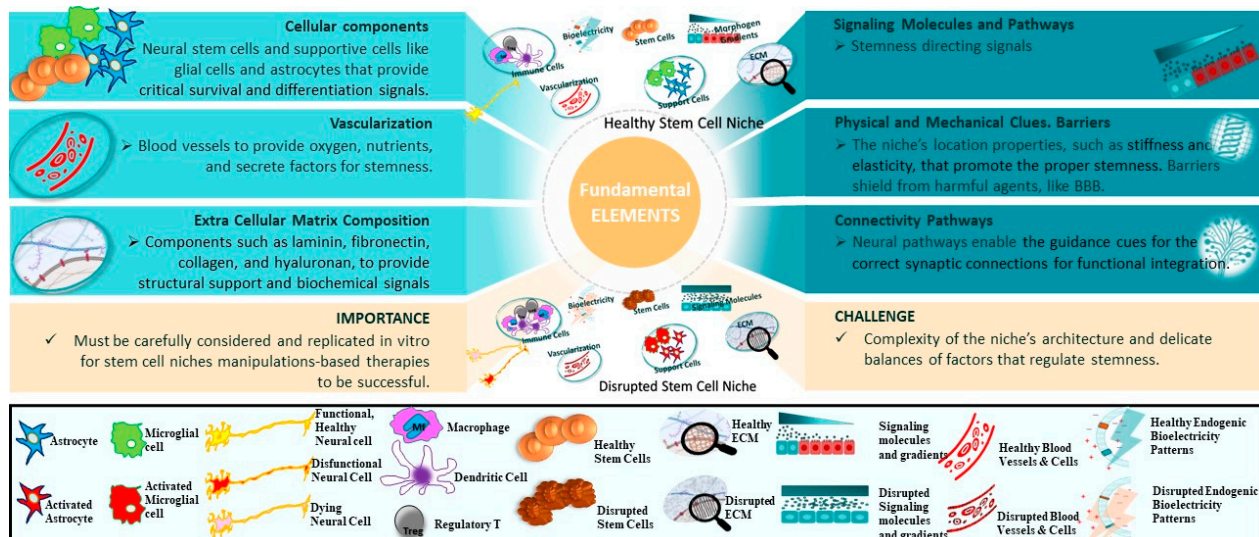 Cellular components
➢ Neural stem cells and supportive cells like
glial cells and astrocytes that provide
critical survival and differentiation signals.
Vascularization
➢ Blood vessels to provide oxygen, nutrients,
and secrete factors for stemness.
Extra Cellular Matrix Composition
➢ Components such as laminin, fibronectin,
collagen, and hyaluronan, to provide
structural support and biochemical signals
IMPORTANCE
✓ Must be carefully considered and replicated in vitro
for stem cell niches manipulations-based therapies
to be successful.
Treg
Immune Cells
Bioelectricity
Stem Cells
Morphogen
Gradients
Vascularization
Support Cells
ECM
Healthy Stem Cell Niche
Fundamental
ELEMENTS
Immune Cells
Bioelectricity
Stem Cells
Signaling Molecules
Vascularization
Support Cells
ECM
Disrupted Stem Cell Niche
Signaling Molecules and Pathways
➢ Stemness directing signals
Physical and Mechanical Clues. Barriers
➢ The niche's location properties, such as stiffness and
elasticity, that promote the proper stemness. Barriers
shield from harmful agents, like BBB.
Connectivity Pathways
➢ Neural pathways enable the guidance cues for the
correct synaptic connections for functional integration.
CHALLENGE
✓ Complexity of the niche's architecture and delicate
balances of factors that regulate stemness.
Astrocyte
Activated
Astrocyte
Microglial
cell
Activated
Microglial
cell
Functional,
Healthy
Neural cell
Disfunctional
Neural Cell
Dying
Neural Cell
Mf
Macrophage
Dendritic Cell
Treg
Regulatory T
Healthy
Stem Cells
Disrupted
Stem Cells
Healthy
ECM
Disrupted
ECM
Signaling
molecules
and gradients
Disrupted
Signaling
molecules
and gradients
Healthy Blood
Vessels & Cells
Disrupted Blood
Vessels & Cells
Healthy Endogenic
Bioelectricity
Patterns
Disrupted Endogenic
Bioelectricity
Patterns